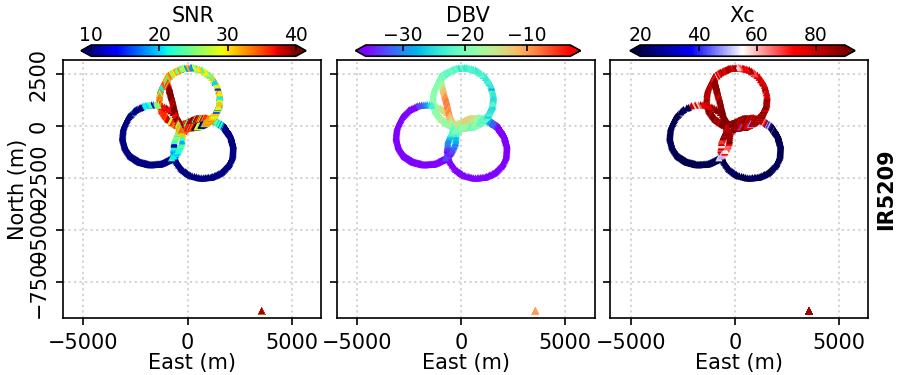 SNR DBV Xc
10 20 30 40 −30 −20 −10 20 40 60 80
North (m)
2500
0
−2500
−5000
−7500
−5000 0 5000 −5000 0 5000 −5000 0 5000
East (m) East (m) East (m)
IR5209